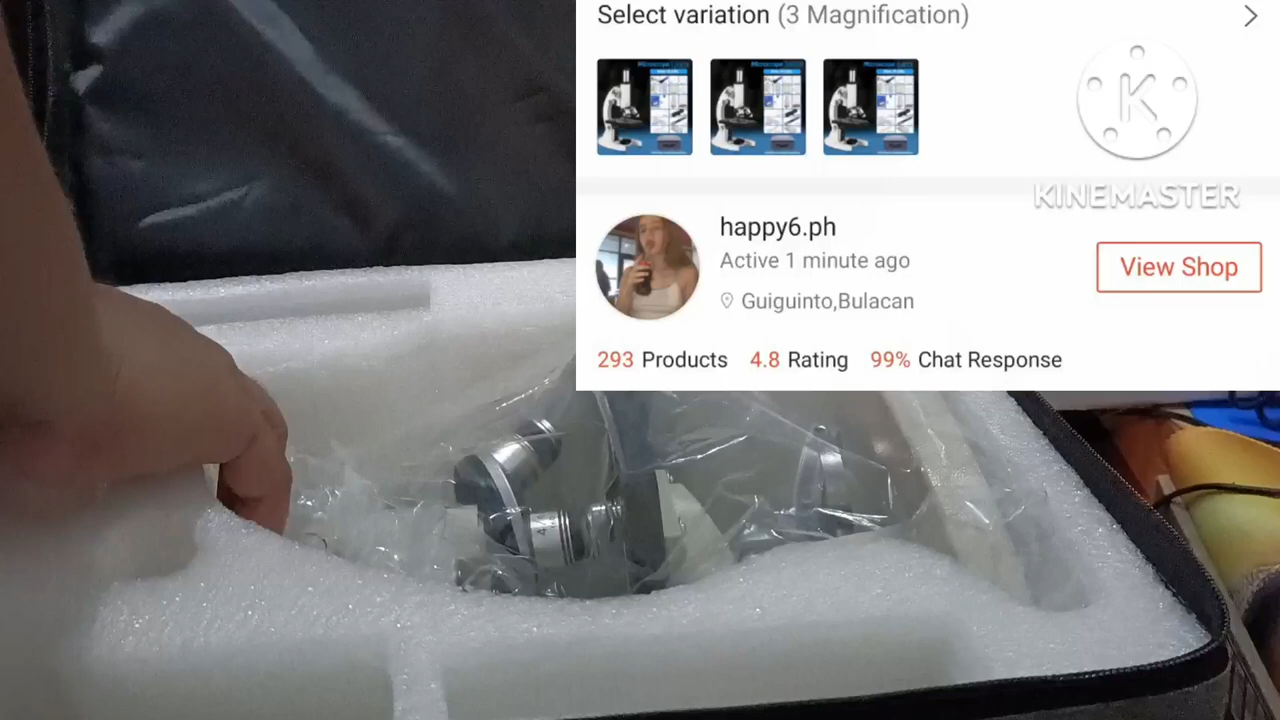 Select variation (3 Magnification)
K
KINEMASTER
happy6.ph
Active 1 minute ago
View Shop
Guiguinto,Bulacan
293 Products 4.8 Rating 99% Chat Response
4